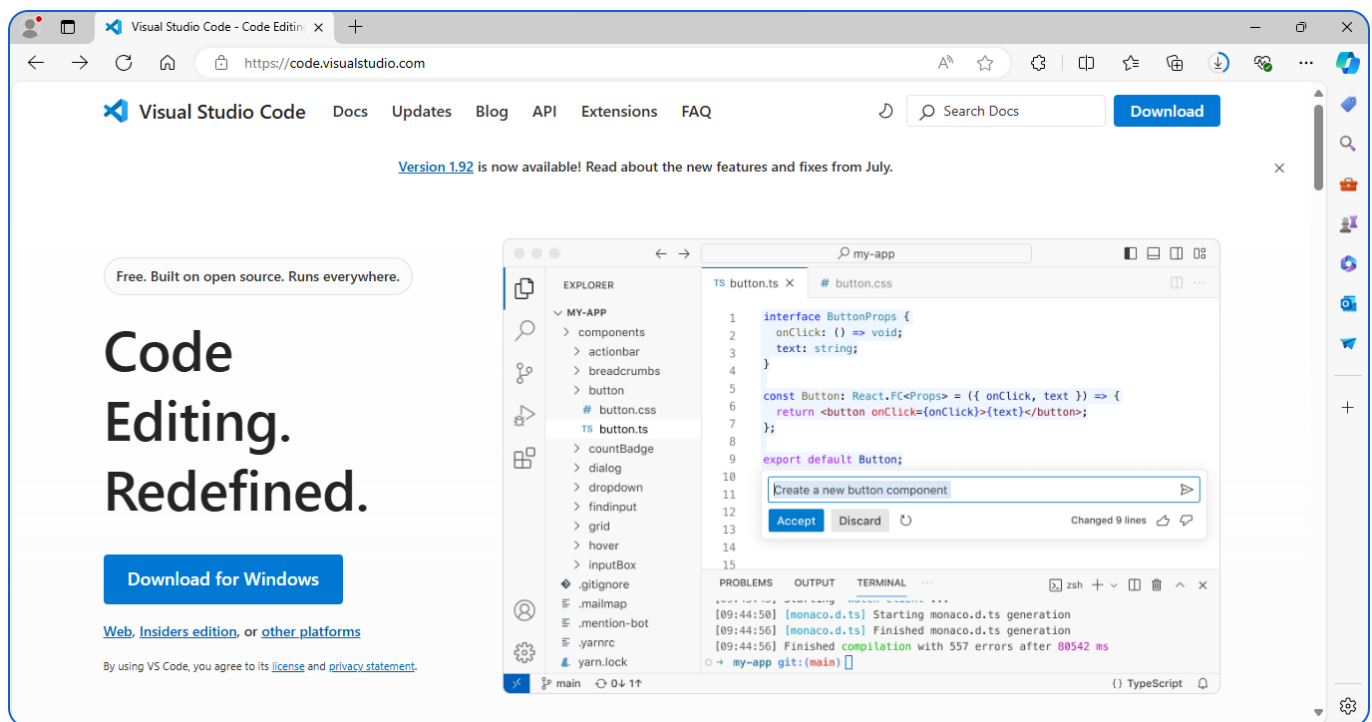 Visual Studio Code - Code Editin
https://code.visualstudio.com
Visual Studio Code Docs Updates Blog API Extensions FAQ Search Docs Download
Version 1.92 is now available! Read about the new features and fixes from July.
Free. Built on open source. Runs everywhere.
Code
Editing.
Redefined.
Download for Windows
Web, Insiders edition, or other platforms
By using VS Code, you agree to its license and privacy statement.
my-app
EXPLORER
MY-APP
components
actionbar
breadcrumbs
button
# button.css
TS button.ts
countBadge
dialog
dropdown
findinput
grid
hover
inputBox
.gitignore
.mailmap
.mention-bot
.yarnrc
yarn.lock
TS button.ts # button.css
1 interface ButtonProps {
2 onClick: () => void;
3 text: string;
4 }
5
6 const Button: React.FC<Props> = ({ onClick, text }) => {
7 return <button onClick={onClick}>{text}</button>;
8 };
9 export default Button;
10
11
12
13
14
15
Create a new button component
Accept Discard Changed 9 lines
PROBLEMS OUTPUT TERMINAL ... zsh
[09:44:50] [monaco.d.ts] Starting monaco.d.ts generation
[09:44:56] [monaco.d.ts] Finished monaco.d.ts generation
[09:44:56] Finished compilation with 557 errors after 80542 ms
→ my-app git:(main)
main 0↓ 1↑ {} TypeScript